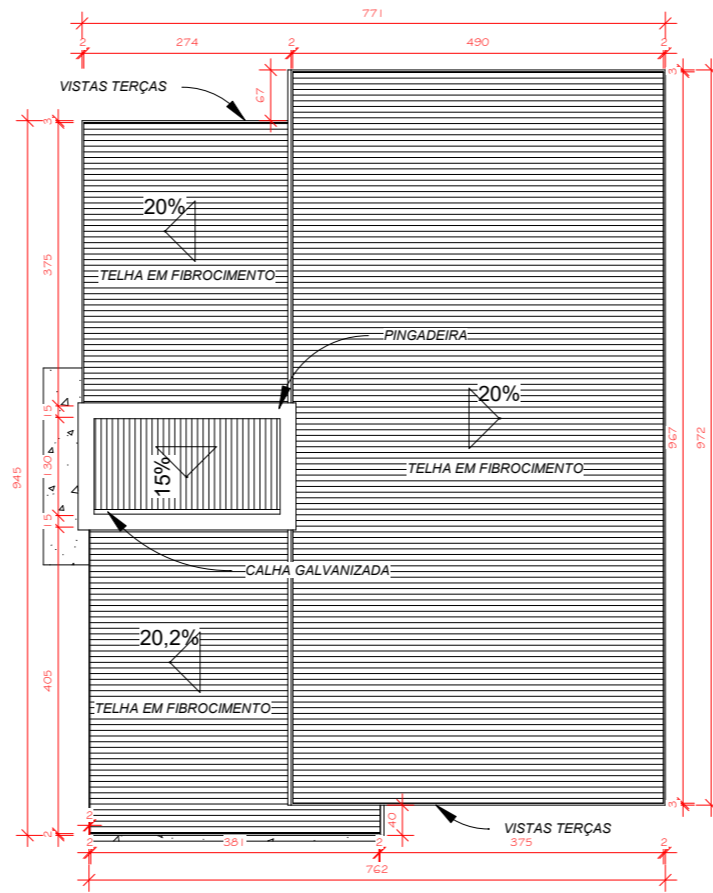 771
2 274 2 490 2
VISTAS TERÇAS
67
3
3
20%
TELHA EM FIBROCIMENTO
375
PINGADEIRA
20%
TELHA EM FIBROCIMENTO
15
130
15
945
15%
967
972
CALHA GALVANIZADA
20,2%
TELHA EM FIBROCIMENTO
405
3
2
2
40
VISTAS TERÇAS
2 381 2 375 2
762